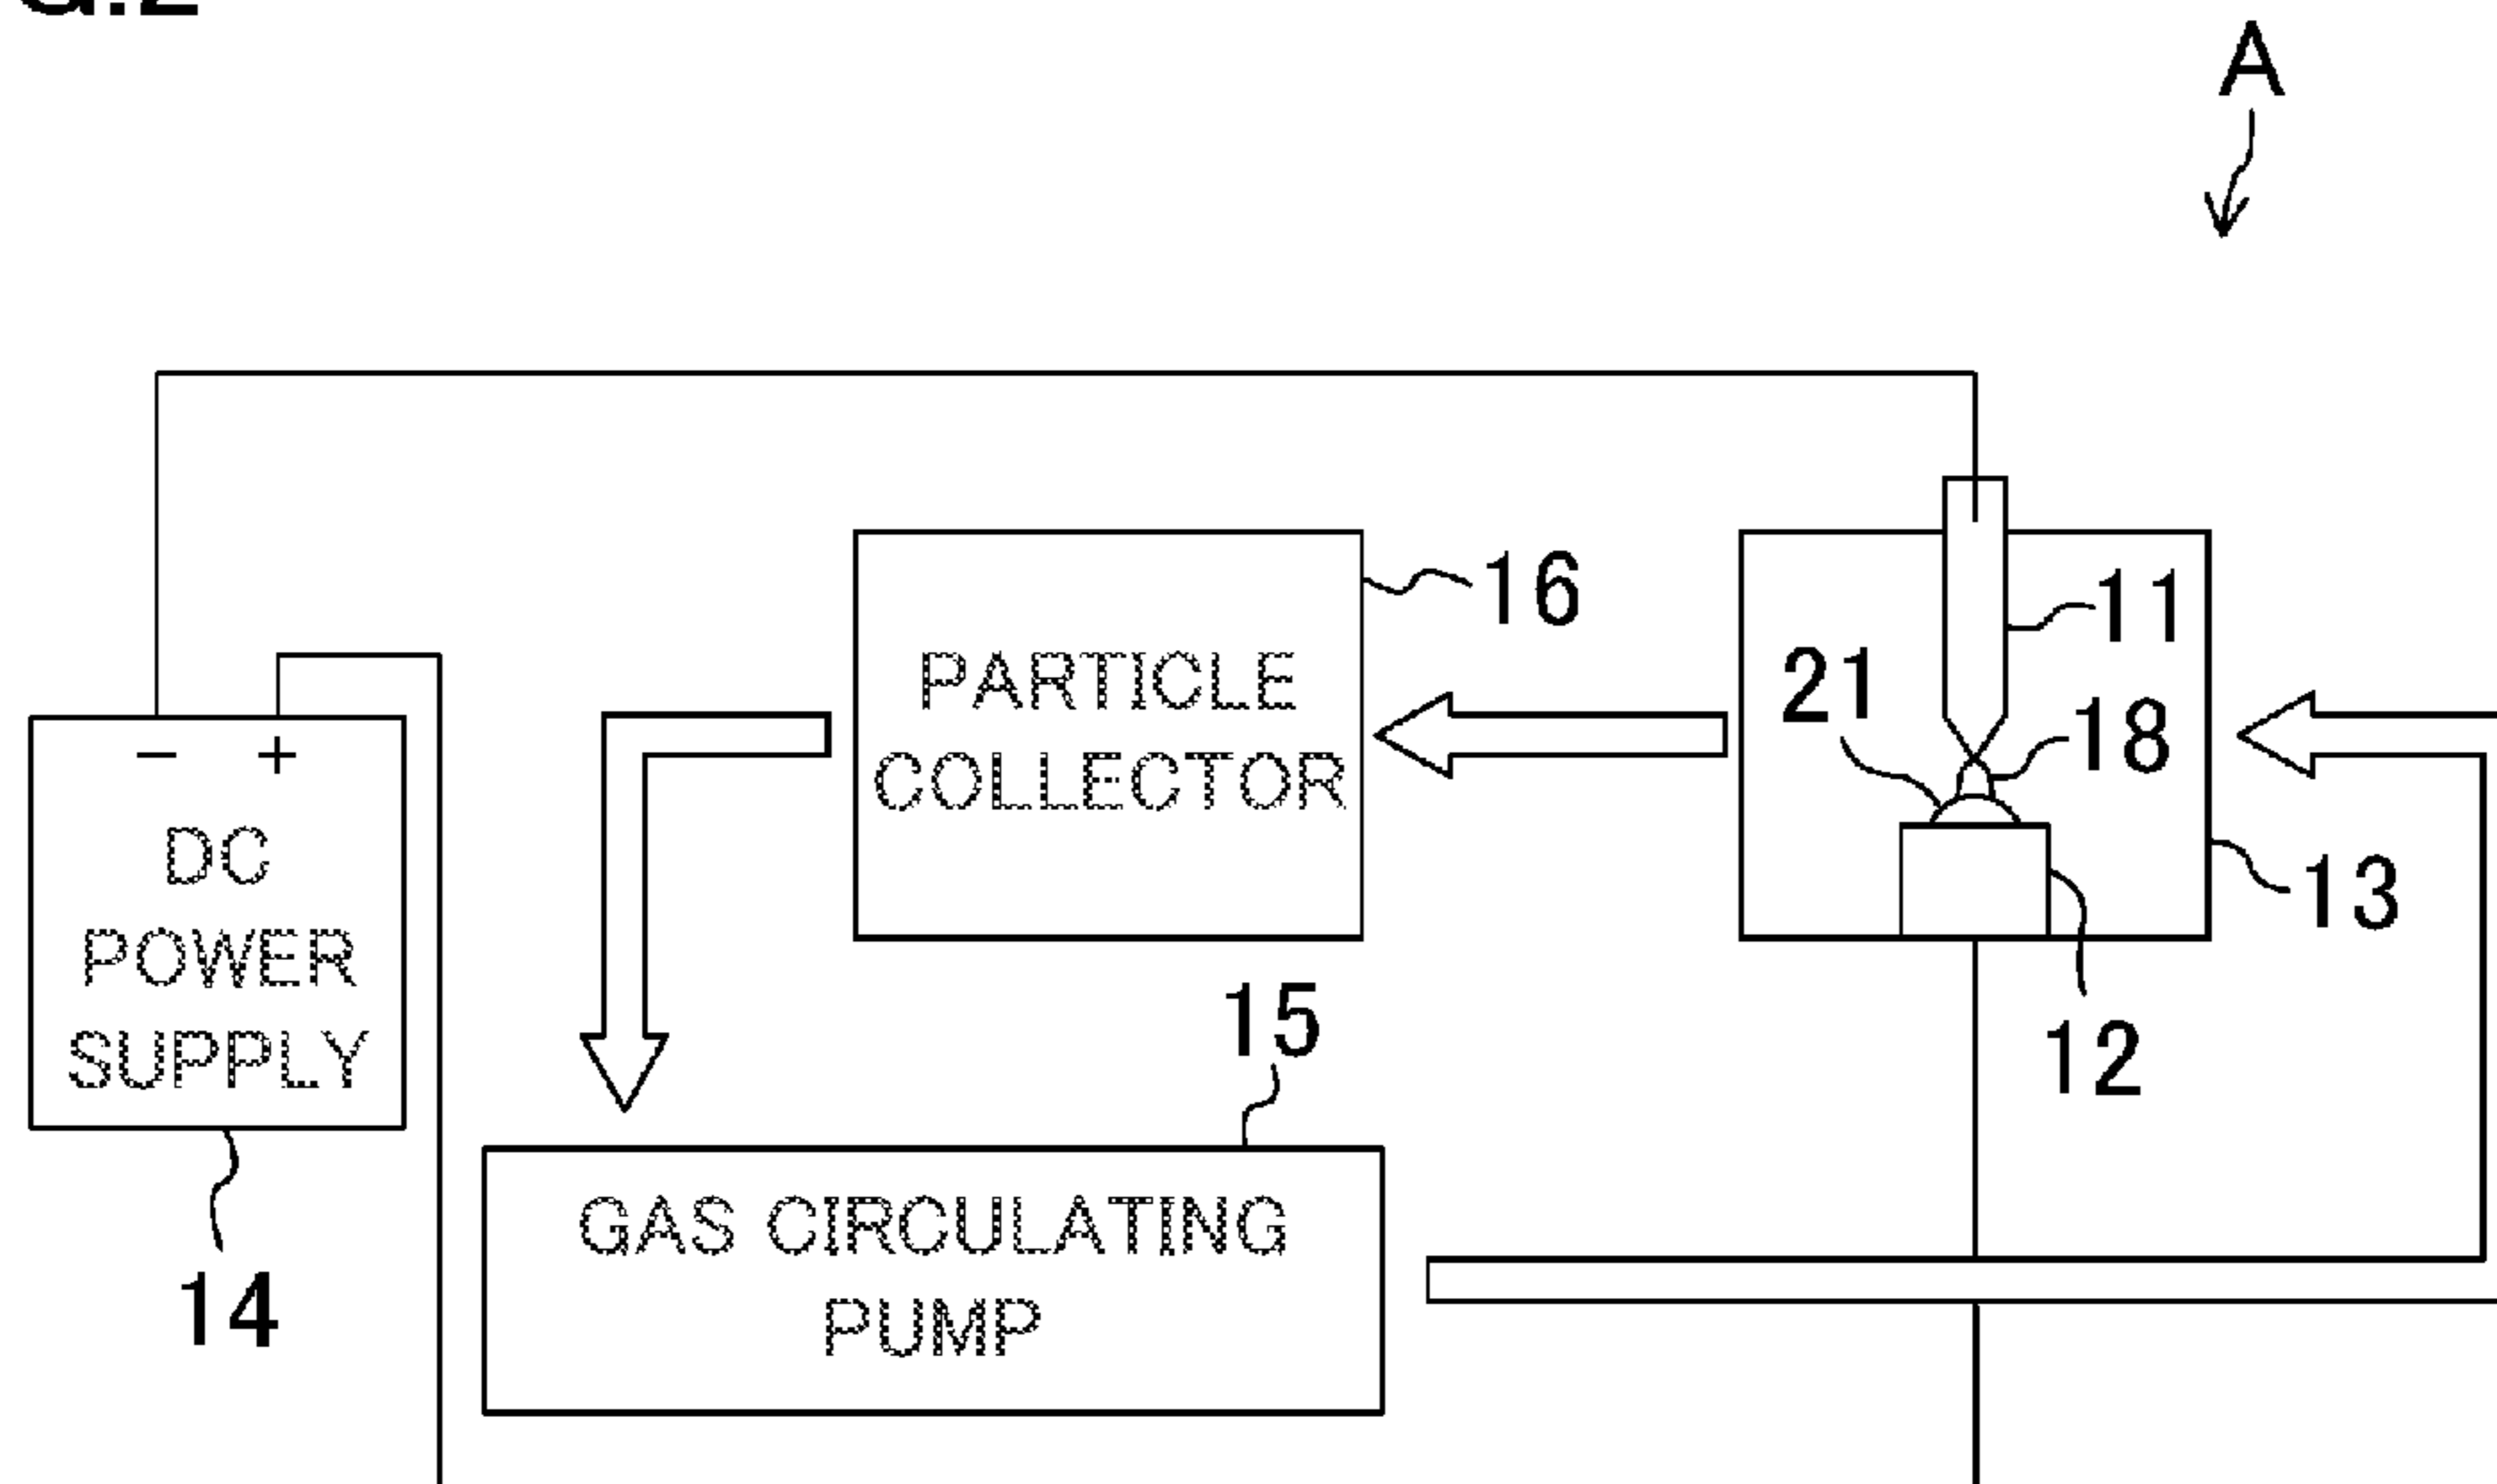 A
16
11
PARTICLE
COLLECTOR
21
18
− +
DC
POWER
SUPPLY
13
15
12
GAS CIRCULATING
PUMP
14